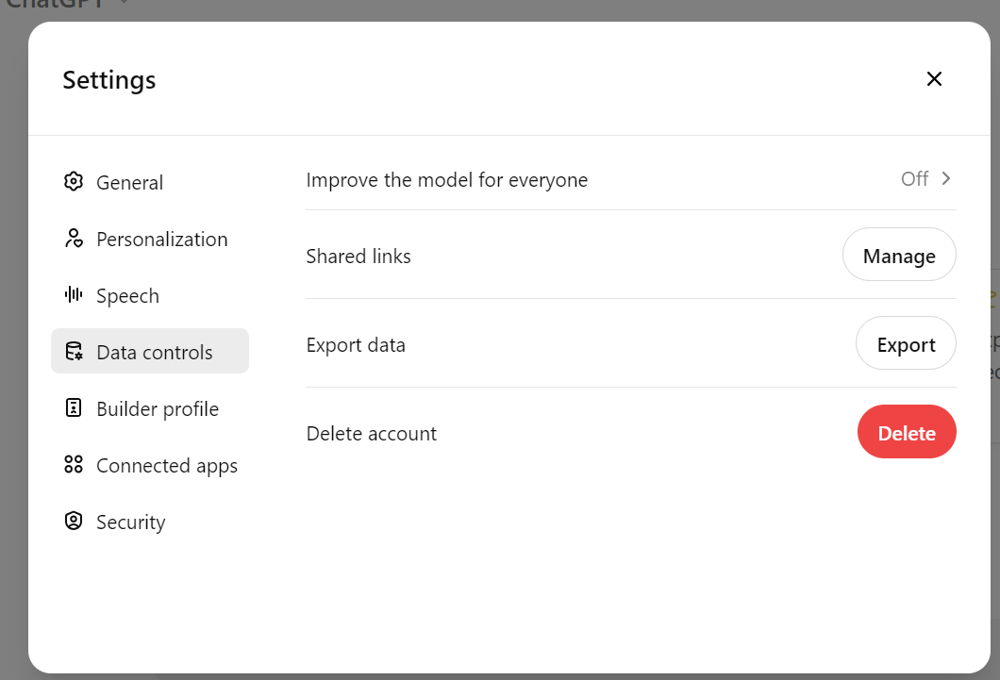 ChatGPT
Settings
General
Personalization
Speech
Data controls
Builder profile
Connected apps
Security
Improve the model for everyone
Off
Shared links
Manage
Export data
Export
Delete account
Delete